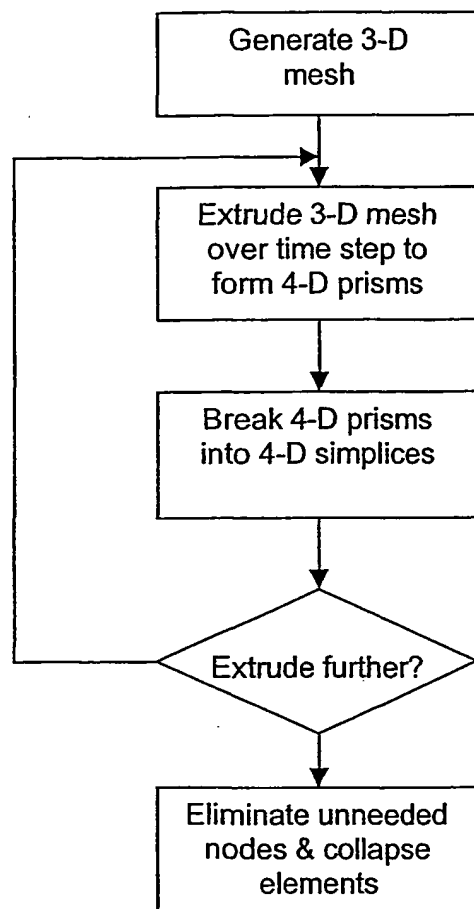 Generate 3-D
mesh
Extrude 3-D mesh
over time step to
form 4-D prisms
Break 4-D prisms
into 4-D simplices
Extrude further?
Eliminate unneeded
nodes & collapse
elements